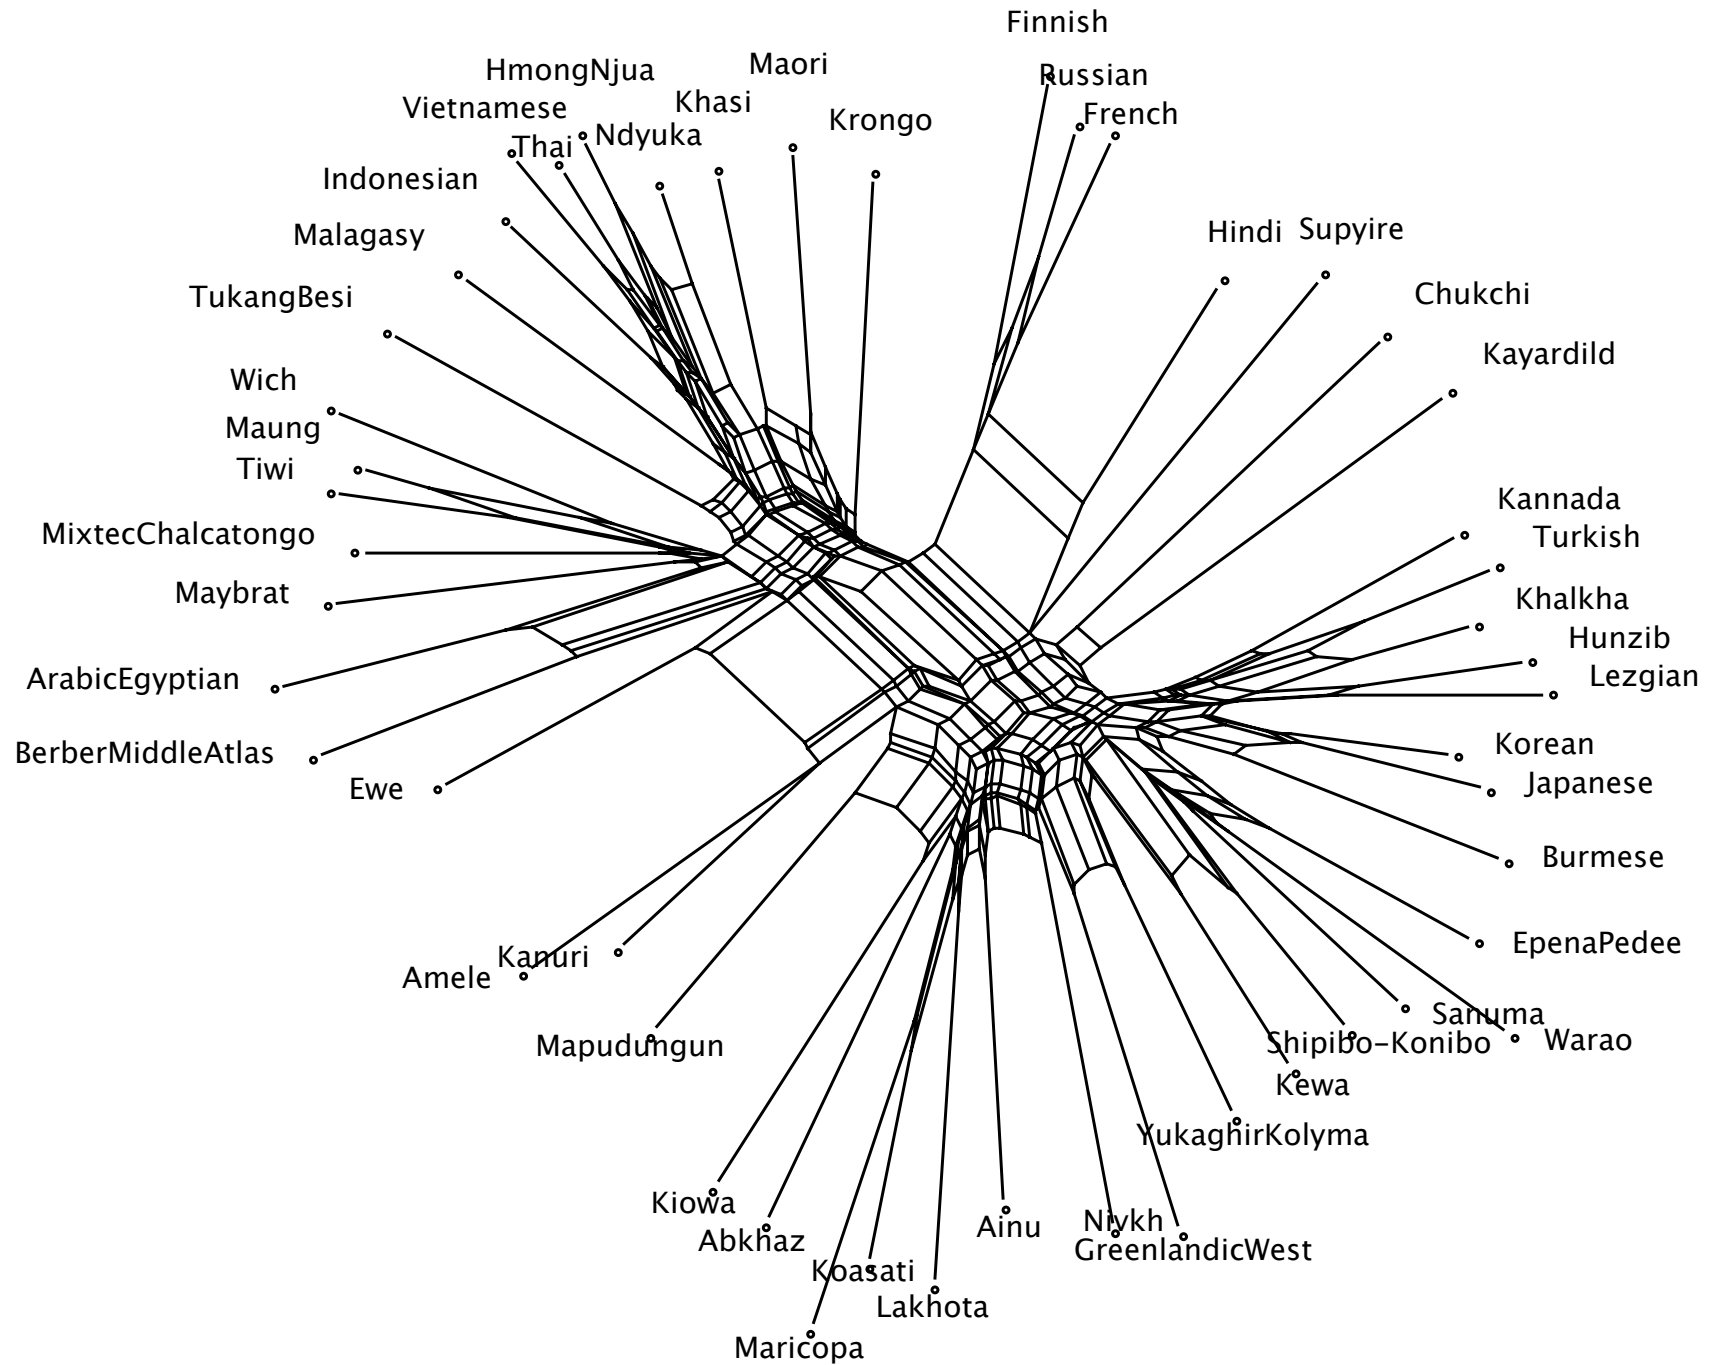 Finnish
HmongNjua
Maori
Russian
Vietnamese
Khasi
French
Thai
Ndyuka
Krongo
Indonesian
Malagasy
Hindi
Supyire
TukangBesi
Chukchi
Wich
Kayardild
Maung
Tiwi
Kannada
MixtecChalcatongo
Turkish
Maybrat
Khalkha
Hunzib
ArabicEgyptian
Lezgian
BerberMiddleAtlas
Korean
Ewe
Japanese
Burmese
Amele
Kanuri
EpenaPedee
Mapudungun
Sanuma
Shipibo-Konibo
Warao
Kewa
YukaghirKolyma
Kiowa
Abkhaz
Ainu
Nivkh
GreenlandicWest
Koasati
Lakhota
Maricopa